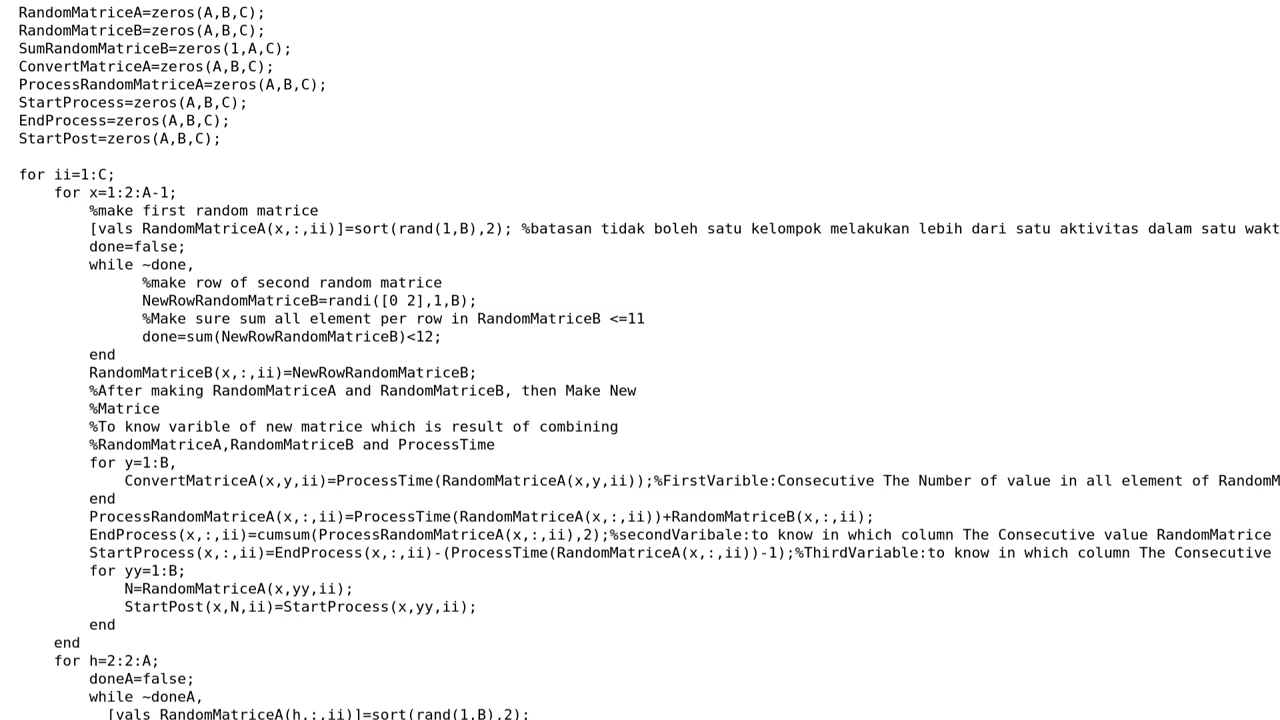 RandomMatriceA=zeros(A,B,C);
RandomMatriceB=zeros(A,B,C);
SumRandomMatriceB=zeros(1,A,C);
ConvertMatriceA=zeros(A,B,C);
ProcessRandomMatriceA=zeros(A,B,C);
StartProcess=zeros(A,B,C);
EndProcess=zeros(A,B,C);
StartPost=zeros(A,B,C);
for ii=1:C;
for x=1:2:A-1;
%make first random matrice
[vals RandomMatriceA(x,:,ii)]=sort(rand(1,B),2); %batasan tidak boleh satu kelompok melakukan lebih dari satu aktivitas dalam satu wakt
done=false;
while ~done,
%make row of second random matrice
NewRowRandomMatriceB=randi([0 2],1,B);
%Make sure sum all element per row in RandomMatriceB <=11
done=sum(NewRowRandomMatriceB)<12;
end
RandomMatriceB(x,:,ii)=NewRowRandomMatriceB;
%After making RandomMatriceA and RandomMatriceB, then Make New
%Matrice
%To know varible of new matrice which is result of combining
%RandomMatriceA,RandomMatriceB and ProcessTime
for y=1:B,
ConvertMatriceA(x,y,ii)=ProcessTime(RandomMatriceA(x,y,ii));%FirstVarible:Consecutive The Number of value in all element of RandomM
end
ProcessRandomMatriceA(x,:,ii)=ProcessTime(RandomMatriceA(x,:,ii))+RandomMatriceB(x,:,ii);
EndProcess(x,:,ii)=cumsum(ProcessRandomMatriceA(x,:,ii),2);%secondVaribale:to know in which column The Consecutive value RandomMatrice
StartProcess(x,:,ii)=EndProcess(x,:,ii)-(ProcessTime(RandomMatriceA(x,:,ii))-1);%ThirdVariable:to know in which column The Consecutive
for yy=1:B;
N=RandomMatriceA(x,yy,ii);
StartPost(x,N,ii)=StartProcess(x,yy,ii);
end
end
for h=2:2:A;
doneA=false;
while ~doneA,
[vals RandomMatriceA(h,:,ii)]=sort(rand(1,B),2);